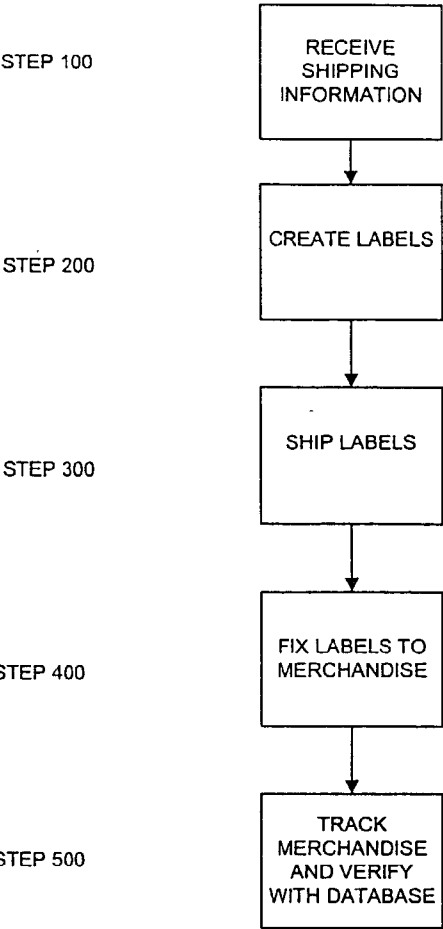 STEP 100
RECEIVE
SHIPPING
INFORMATION
STEP 200
CREATE LABELS
STEP 300
SHIP LABELS
STEP 400
FIX LABELS TO
MERCHANDISE
STEP 500
TRACK
MERCHANDISE
AND VERIFY
WITH DATABASE